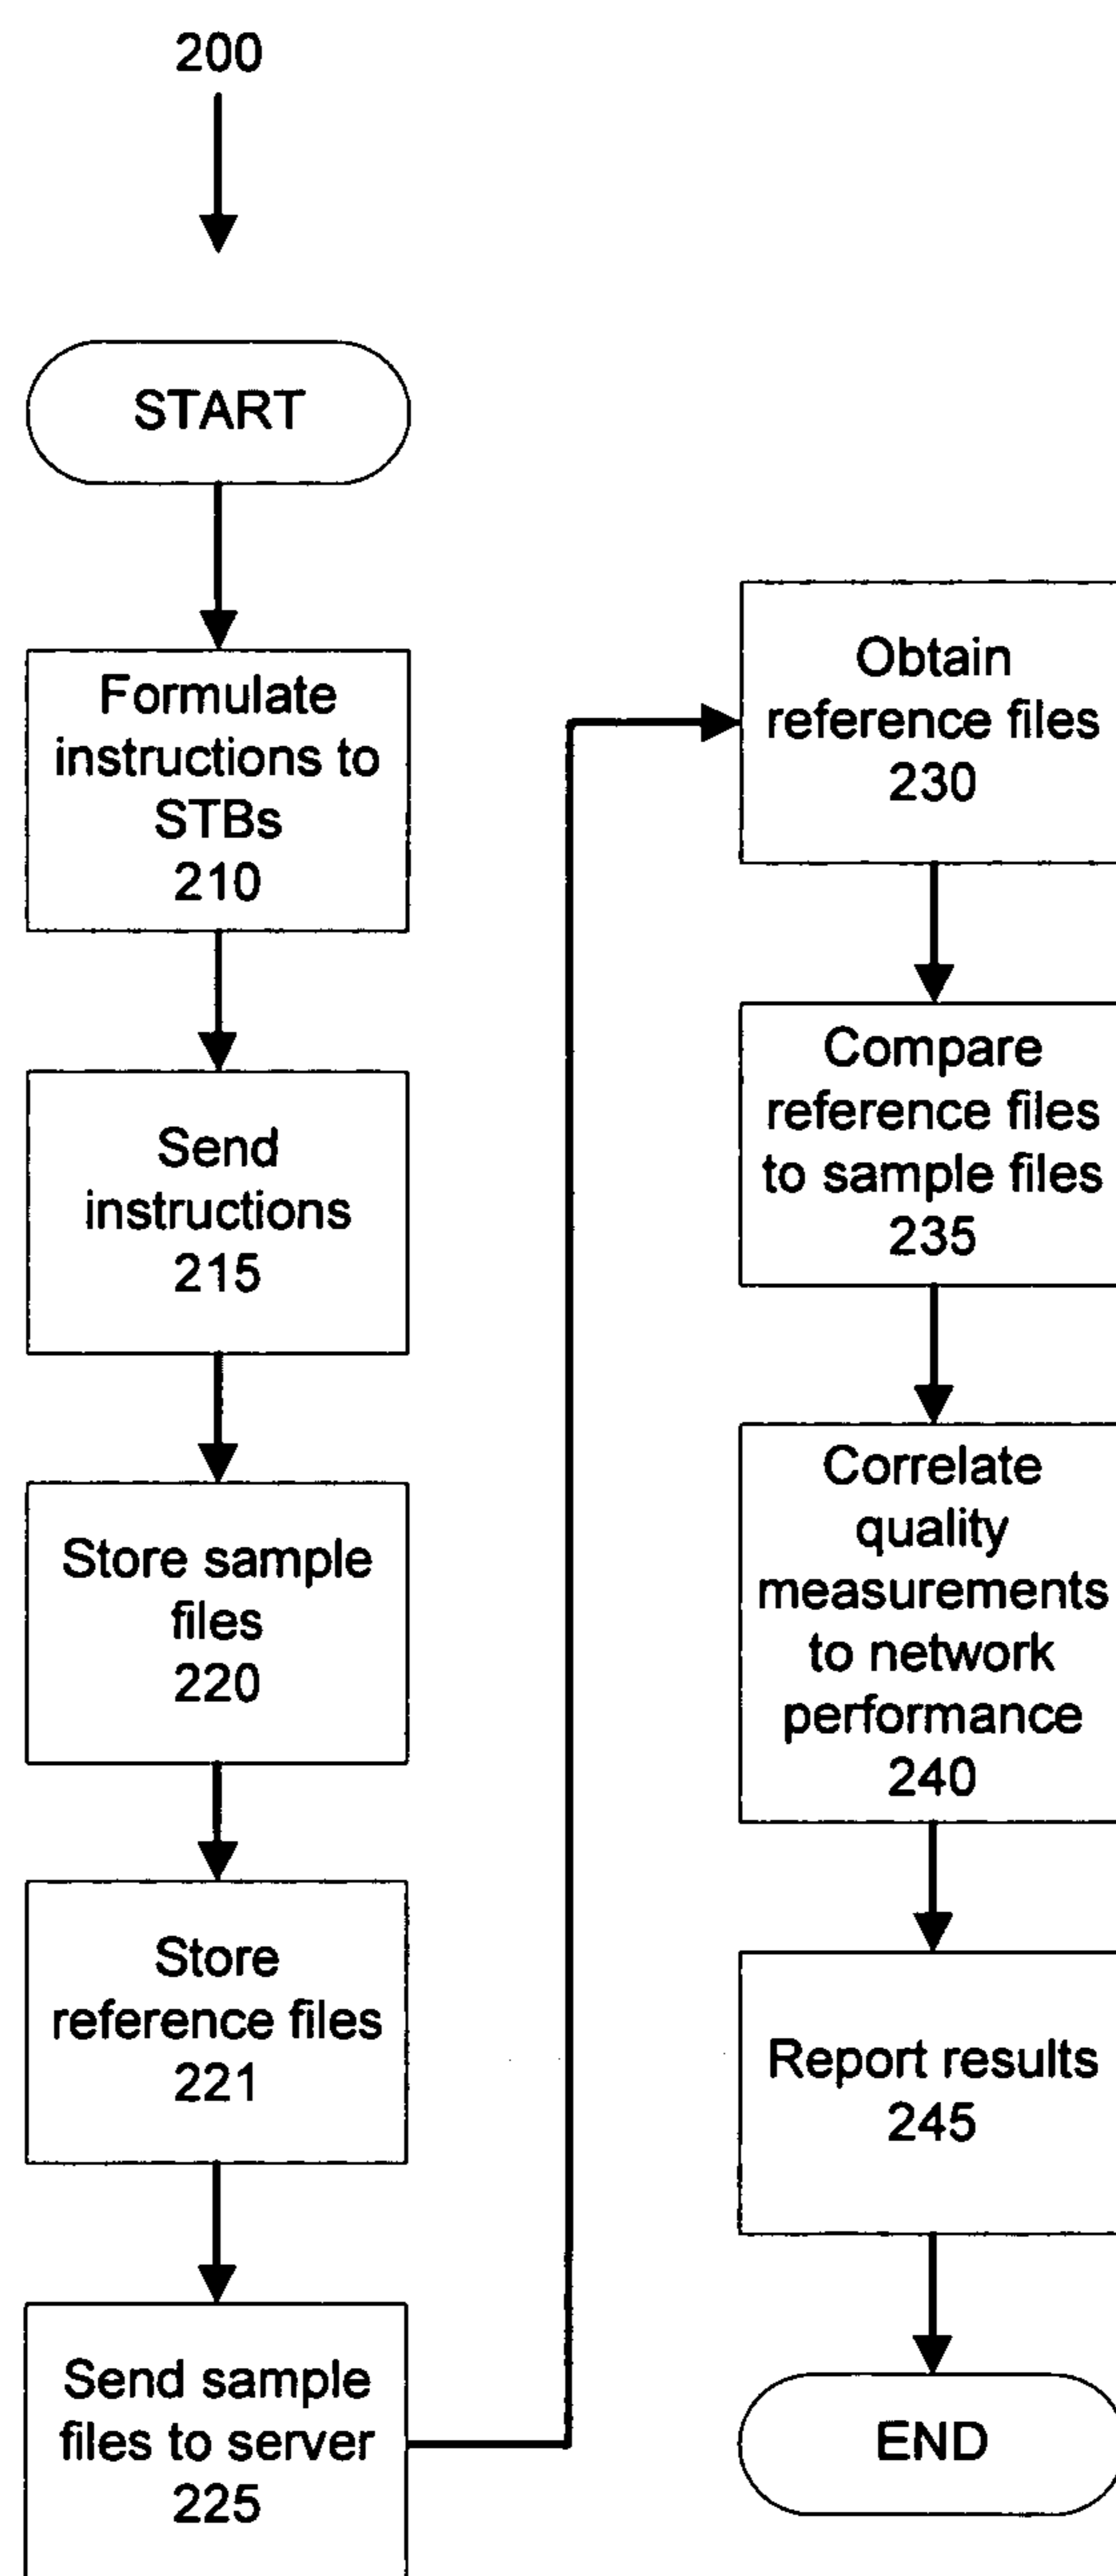 200
START
Formulate
instructions to
STBs
210
Send
instructions
215
Store sample
files
220
Store
reference files
221
Send sample
files to server
225
Obtain
reference files
230
Compare
reference files
to sample files
235
Correlate
quality
measurements
to network
performance
240
Report results
245
END